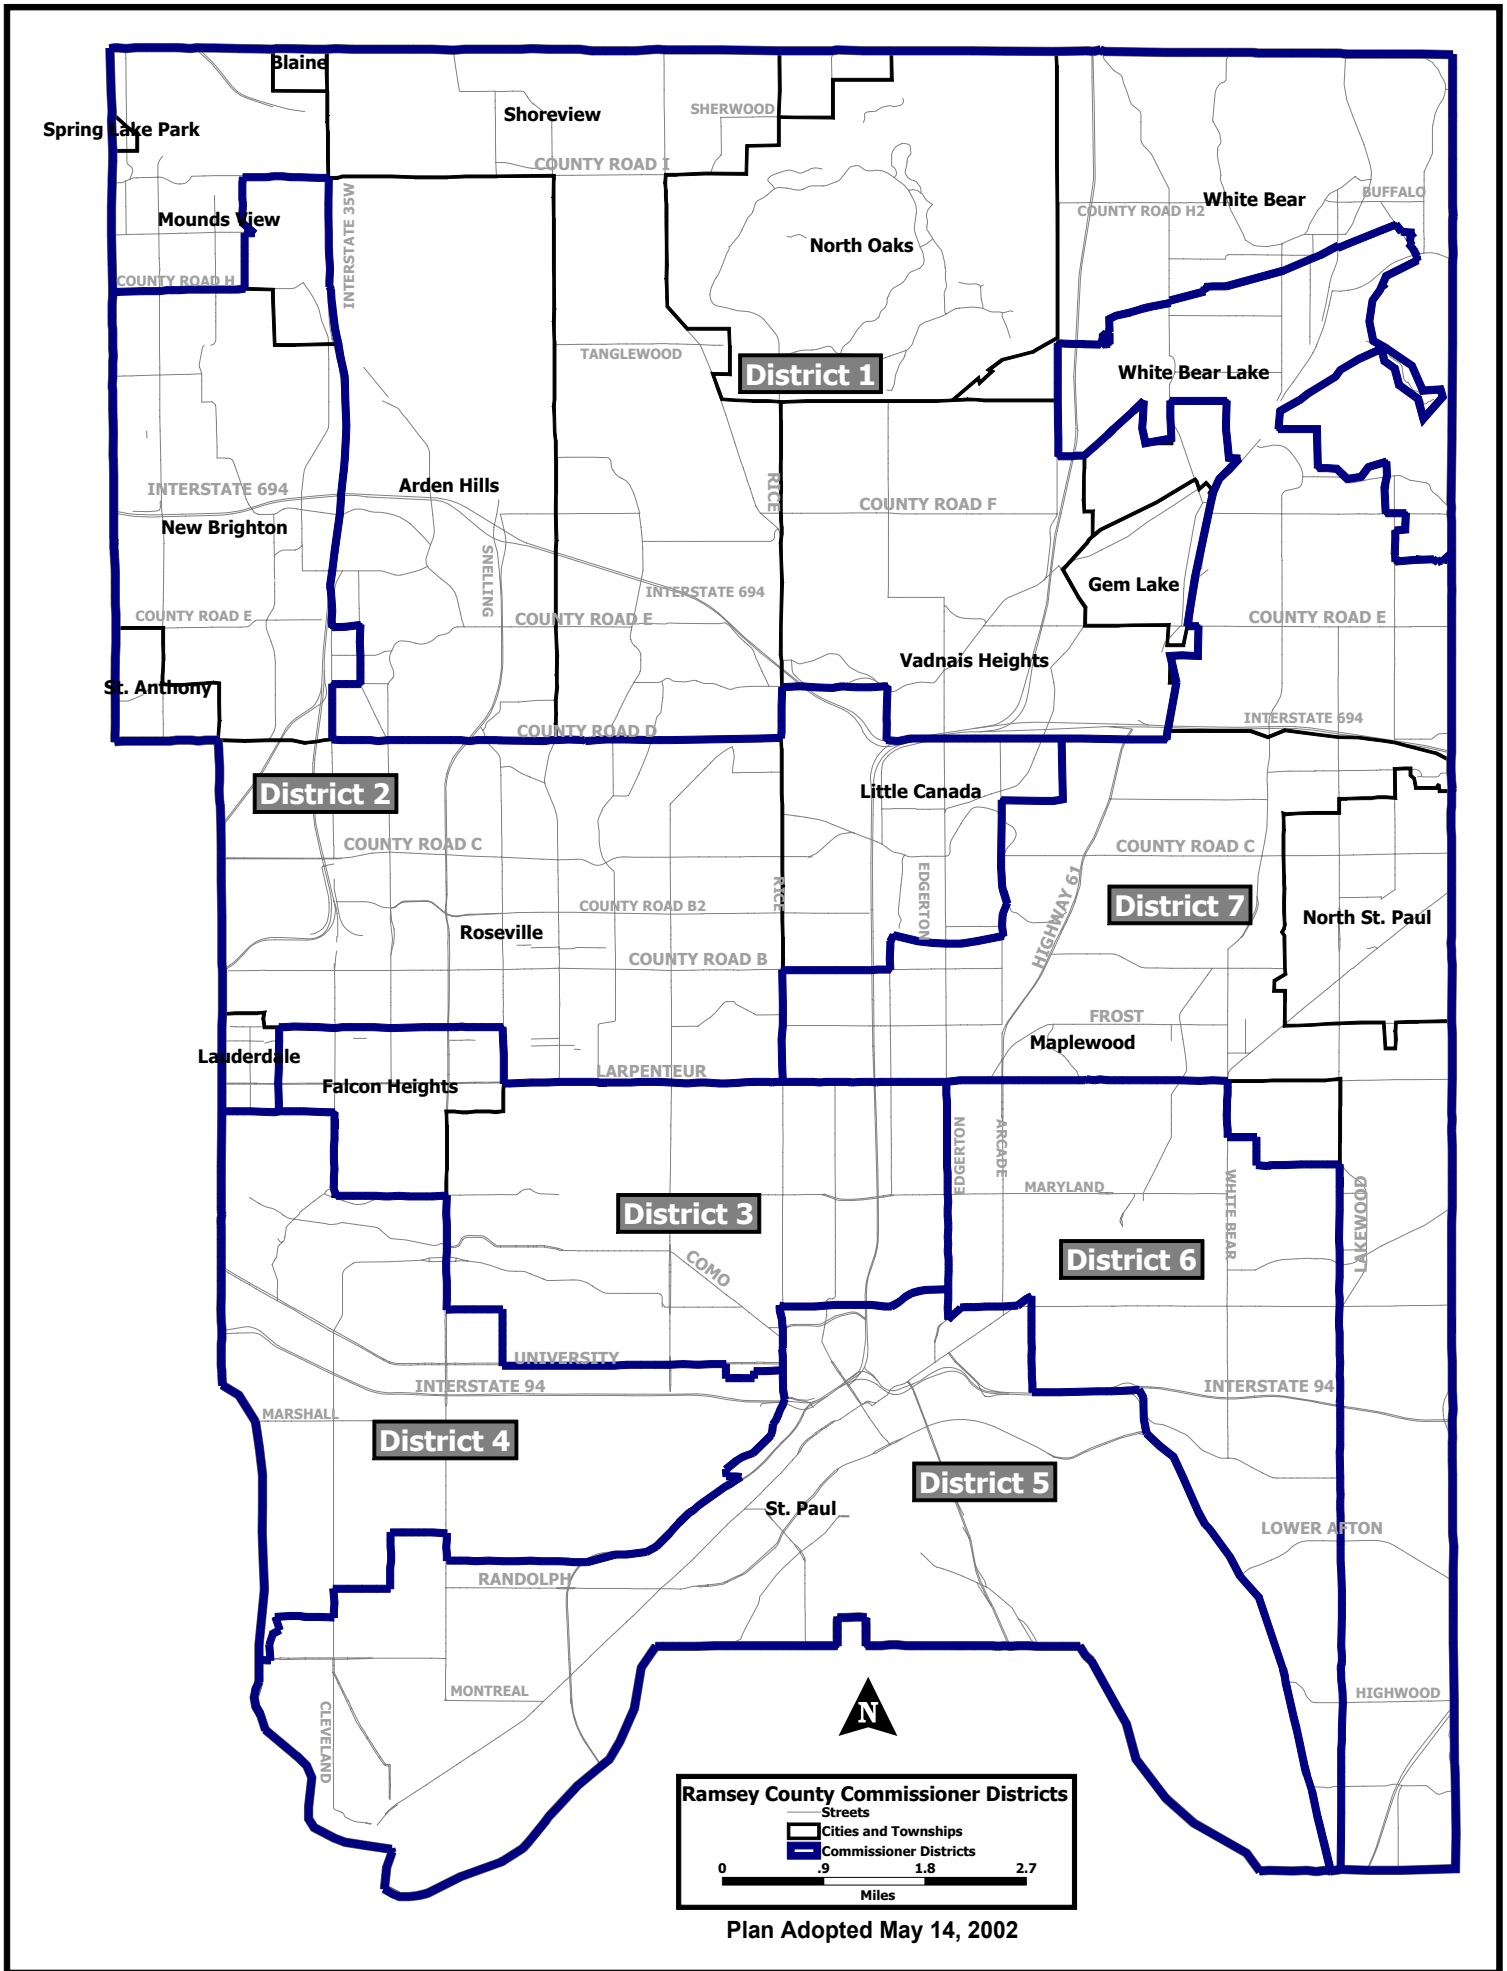 Blaine
Shoreview
SHERWOOD
Spring Lake Park
COUNTY ROAD I
INTERSTATE 35W
White Bear
BUFFALO
COUNTY ROAD H2
Mounds View
North Oaks
COUNTY ROAD H
TANGLEWOOD
District 1
White Bear Lake
INTERSTATE 694
Arden Hills
RICE
COUNTY ROAD F
New Brighton
SNELLING
Gem Lake
INTERSTATE 694
COUNTY ROAD E
COUNTY ROAD E
COUNTY ROAD E
Vadnais Heights
St. Anthony
INTERSTATE 694
COUNTY ROAD D
District 2
Little Canada
COUNTY ROAD C
COUNTY ROAD C
EDGERTON
HIGHWAY 61
RICE
COUNTY ROAD B2
District 7
North St. Paul
Roseville
COUNTY ROAD B
FROST
Maplewood
Lauderdale
LARPENTEUR
Falcon Heights
EDGERTON
ARCADE
MARYLAND
WHITE BEAR
LAKEWOOD
District 3
District 6
COMO
UNIVERSITY
INTERSTATE 94
INTERSTATE 94
MARSHALL
District 4
District 5
St. Paul
LOWER AFTON
RANDOLPH
MONTREAL
HIGHWOOD
CLEVELAND
N
Ramsey County Commissioner Districts
Streets
Cities and Townships
Commissioner Districts
0 .9 1.8 2.7
Miles
Plan Adopted May 14, 2002